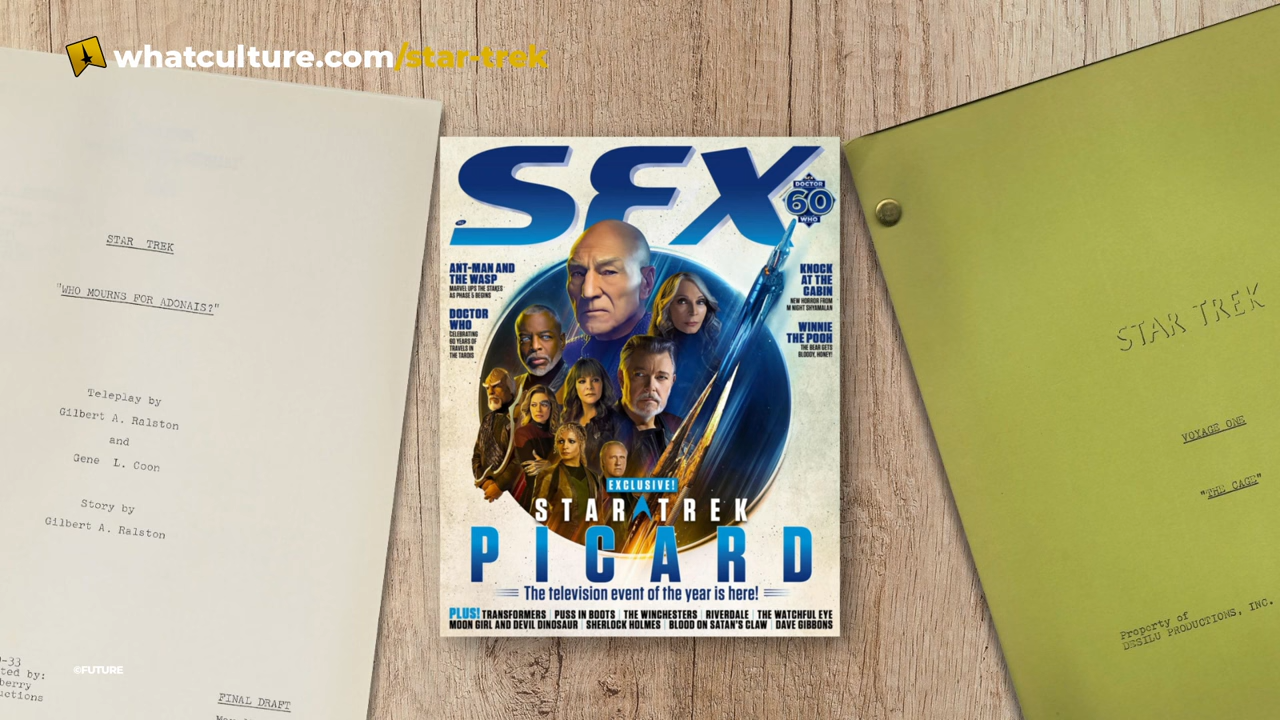 whatculture.com/star-trek
STAR TREK
"WHO MOURNS FOR ADONAIS?"
Teleplay by
Gilbert A. Ralston
and
Gene L. Coon
Story by
Gilbert A. Ralston
-33
ted by:
berry
uctions
FINAL DRAFT
©FUTURE
SFX
DOCTOR
60
WHO
ANT-MAN AND
THE WASP
MARVEL UPS THE STAKES
AS PHASE 5 BEGINS
DOCTOR
WHO
CELEBRATING
60 YEARS OF
TRAVELS IN
THE TARDIS
KNOCK
AT THE
CABIN
NEW HORROR FROM
M NIGHT SHYAMALAN
WINNIE
THE POOH
THE BEAR GETS
BLOODY, HONEY!
EXCLUSIVE!
STAR TREK
PICARD
The television event of the year is here!
PLUS! TRANSFORMERS | PUSS IN BOOTS | THE WINCHESTERS | RIVERDALE | THE WATCHFUL EYE
MOON GIRL AND DEVIL DINOSAUR | SHERLOCK HOLMES | BLOOD ON SATAN'S CLAW | DAVE GIBBONS
STAR TREK
VOYAGE ONE
"THE CAGE"
Property of
DESILU PRODUCTIONS, INC.